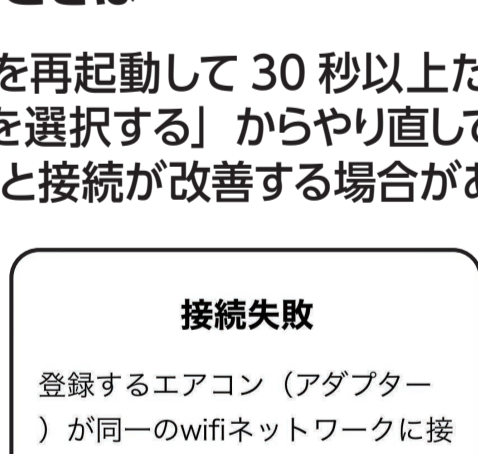 を再起動して 30 秒以上
を選択する」からやり直して
と接続が改善する場合が
接続失敗
登録するエアコン（アダプター
）が同一のwifiネットワークに接